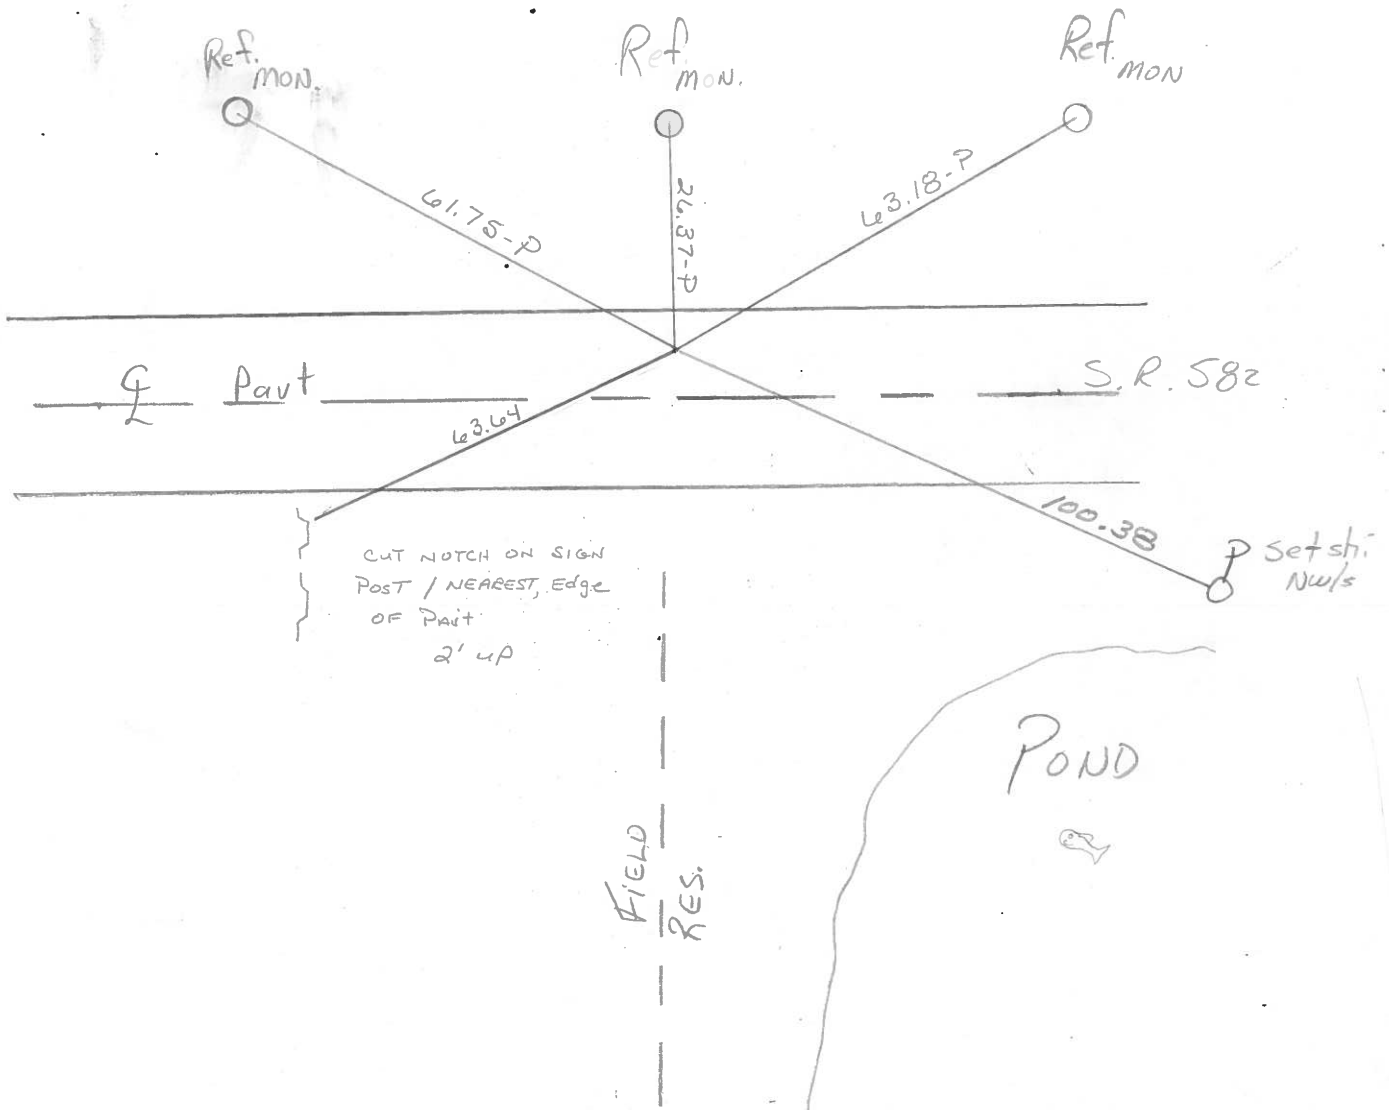 Ref.
MON.
Ref.
MON.
Ref.
MON
61.75-P
26.37-P
63.18-P
℄ Pavt
S.R. 582
63.64
100.38
CUT NOTCH ON SIGN
POST / NEAREST, Edge
OF Pavt
2' up
P Set shi
NW/s
POND
FIELD
RES.